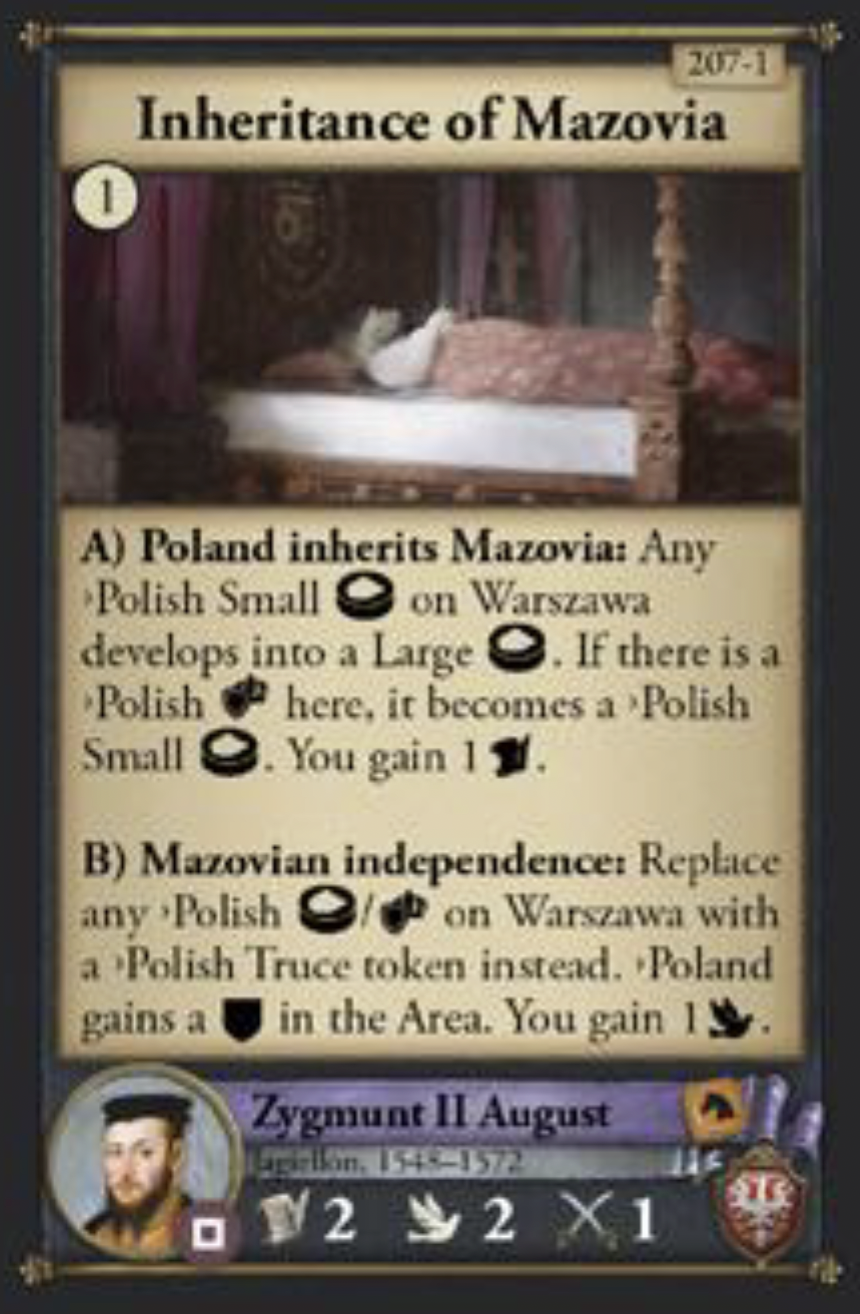 207-1
Inheritance of Mazovia
1
A) Poland inherits Mazovia: Any
›Polish Small on Warszawa
develops into a Large . If there is a
›Polish here, it becomes a ›Polish
Small . You gain 1 .
B) Mazovian independence: Replace
any ›Polish / on Warszawa with
a ›Polish Truce token instead. ›Poland
gains a in the Area. You gain 1 .
Zygmunt II August
Jagiellon, 1548–1572
2 2 1